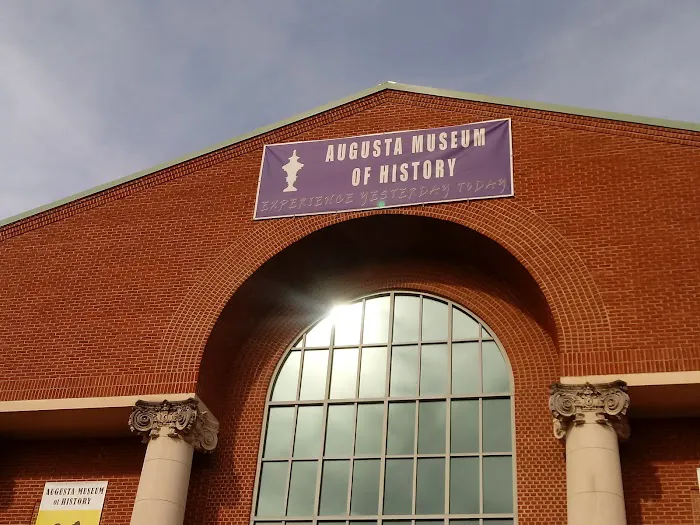 AUGUSTA MUSEUM
OF HISTORY
EXPERIENCE YESTERDAY TODAY
AUGUSTA MUSEUM
of HISTORY